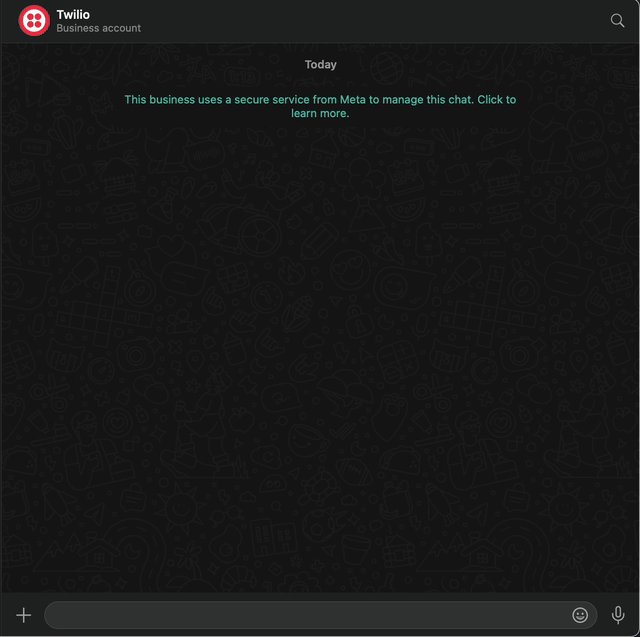 Twilio
Business account
Today
This business uses a secure service from Meta to manage this chat. Click to
learn more.